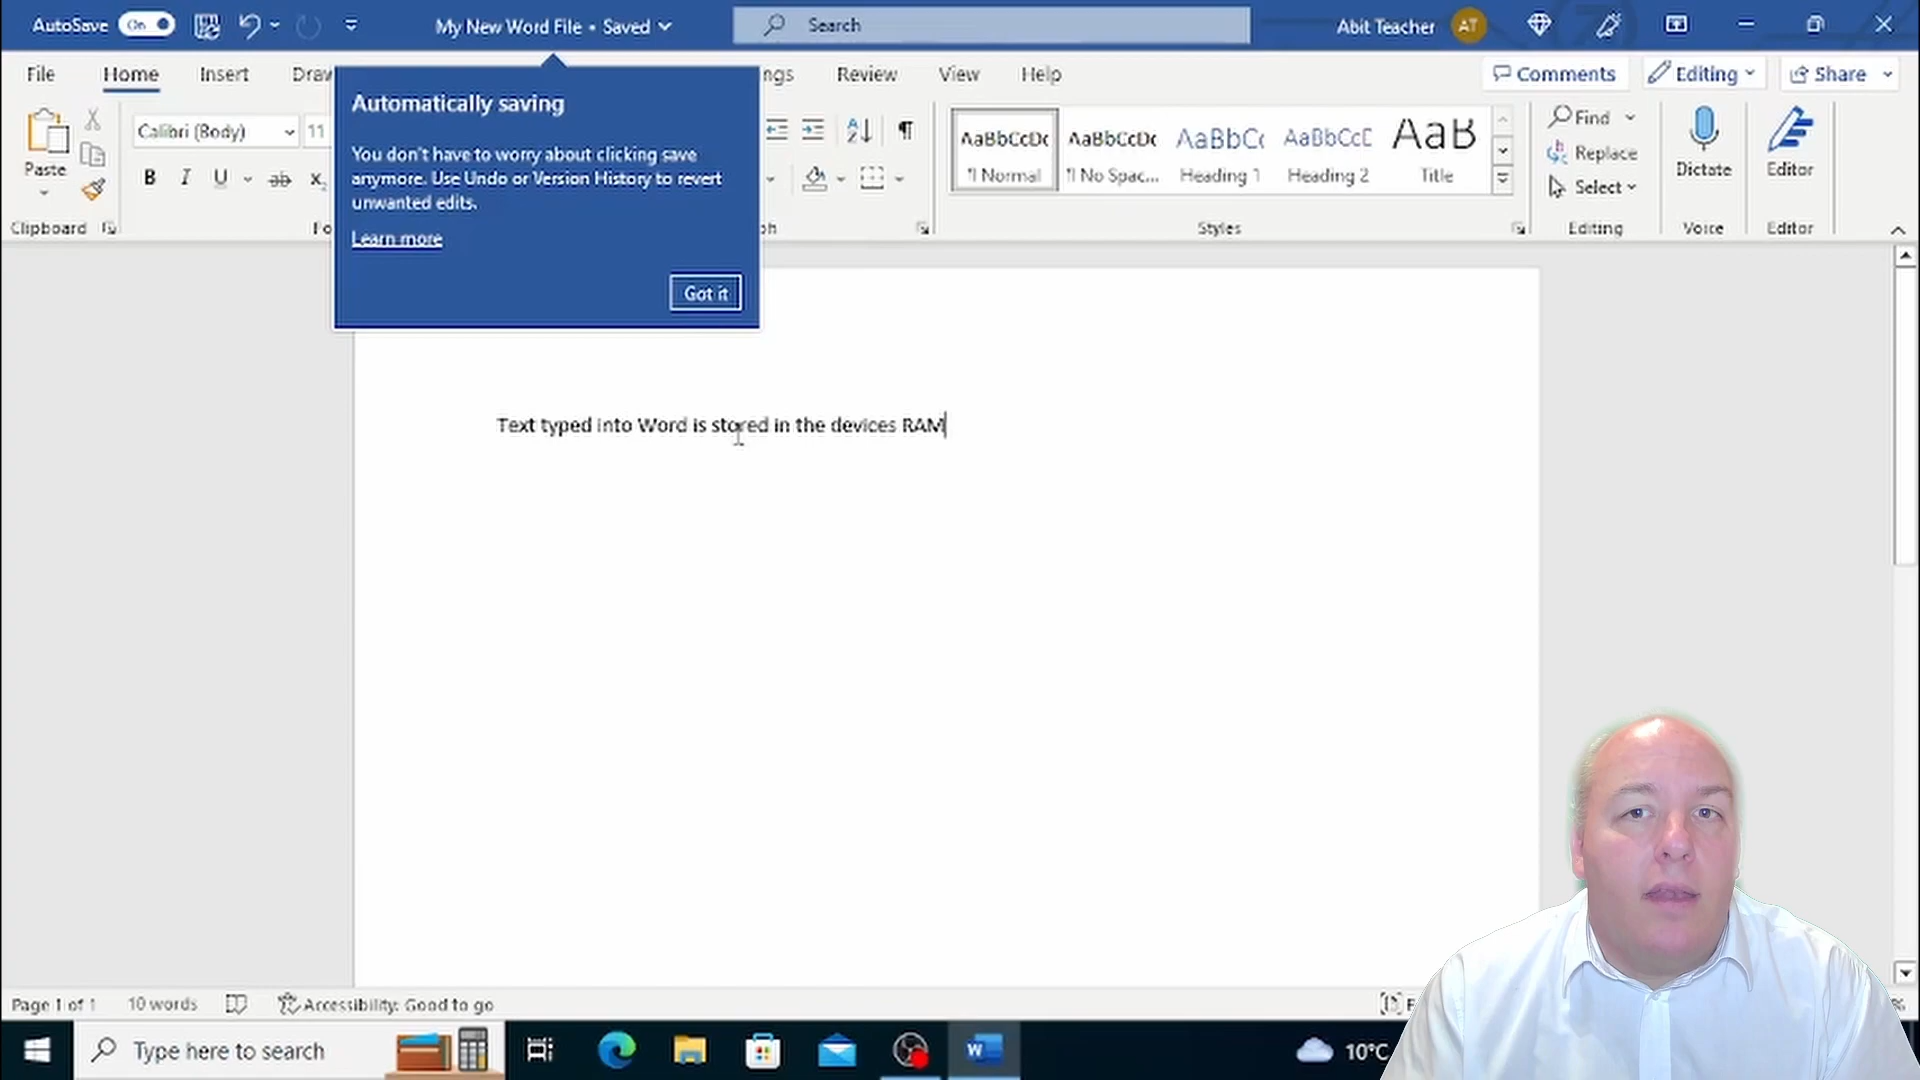 AutoSave On My New Word File • Saved Search Abit Teacher AT
File Home Insert Draw ngs Review View Help Comments Editing Share
Calibri (Body) 11 AaBbCcDc AaBbCcDc AaBbCc AaBbCcD AaB Find
Paste Replace Dictate Editor
B I U ab x ¶ Normal ¶ No Spac... Heading 1 Heading 2 Title Select
Clipboard Fo Styles Editing Voice Editor
Automatically saving
You don't have to worry about clicking save
anymore. Use Undo or Version History to revert
unwanted edits.
Learn more
Got it
Text typed into Word is stored in the devices RAM
Page 1 of 1 10 words Accessibility: Good to go
Type here to search W 10°C